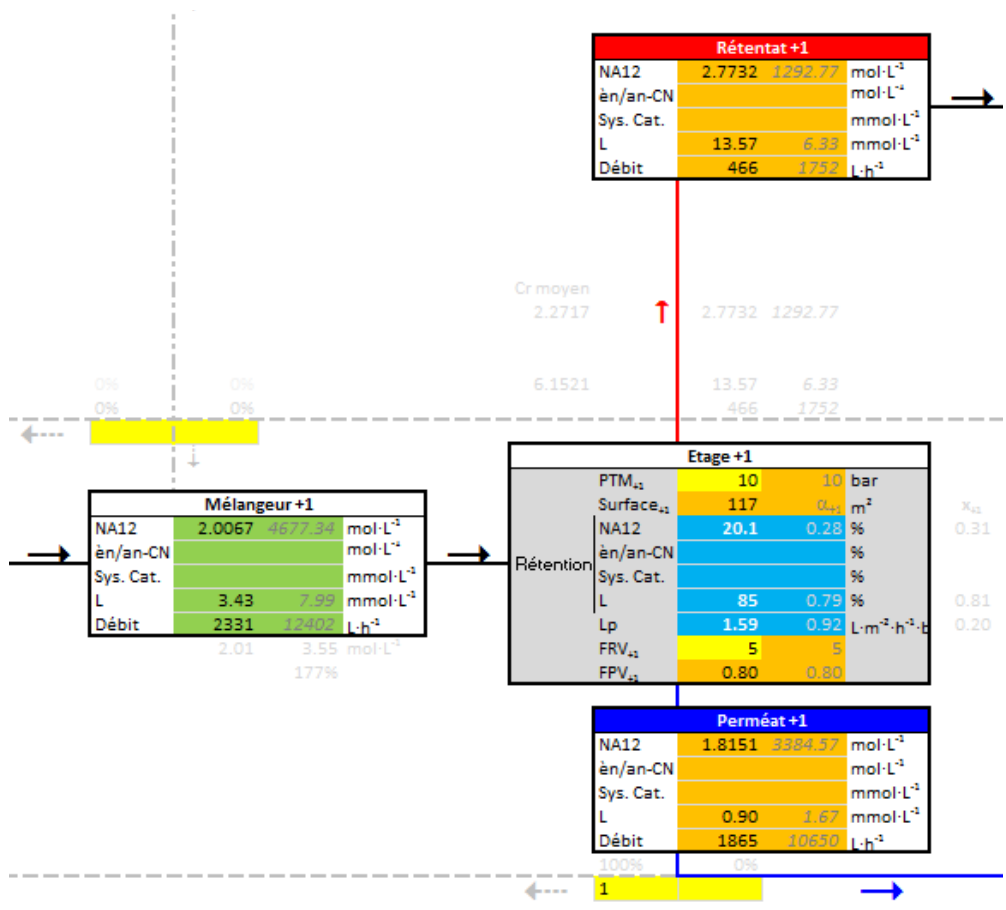 Rétentat +1
NA12 2.7732 1292.77 mol·L⁻¹
èn/an-CN mol·L⁻¹
Sys. Cat. mmol·L⁻¹
L 13.57 6.33 mmol·L⁻¹
Débit 466 1752 L·h⁻¹
Cr moyen
2.2717 ↑ 2.7732 1292.77
0% 0% 6.1521 13.57 6.33
0% 0% 466 1752
Etage +1
PTM₊₁ 10 10 bar
Surface₊₁ 117 α₊₁ m² x₊₁
NA12 20.1 0.28 % 0.31
èn/an-CN %
Rétention
Sys. Cat. %
L 85 0.79 % 0.81
Lp 1.59 0.92 L·m⁻²·h⁻¹·b 0.20
FRV₊₁ 5 5
FPV₊₁ 0.80 0.80
Mélangeur +1
NA12 2.0067 4677.34 mol·L⁻¹
èn/an-CN mol·L⁻¹
Sys. Cat. mmol·L⁻¹
L 3.43 7.99 mmol·L⁻¹
Débit 2331 12402 L·h⁻¹
2.01 3.55 mol·L⁻¹
177%
Perméat +1
NA12 1.8151 3384.57 mol·L⁻¹
èn/an-CN mol·L⁻¹
Sys. Cat. mmol·L⁻¹
L 0.90 1.67 mmol·L⁻¹
Débit 1865 10650 L·h⁻¹
100% 0%
1